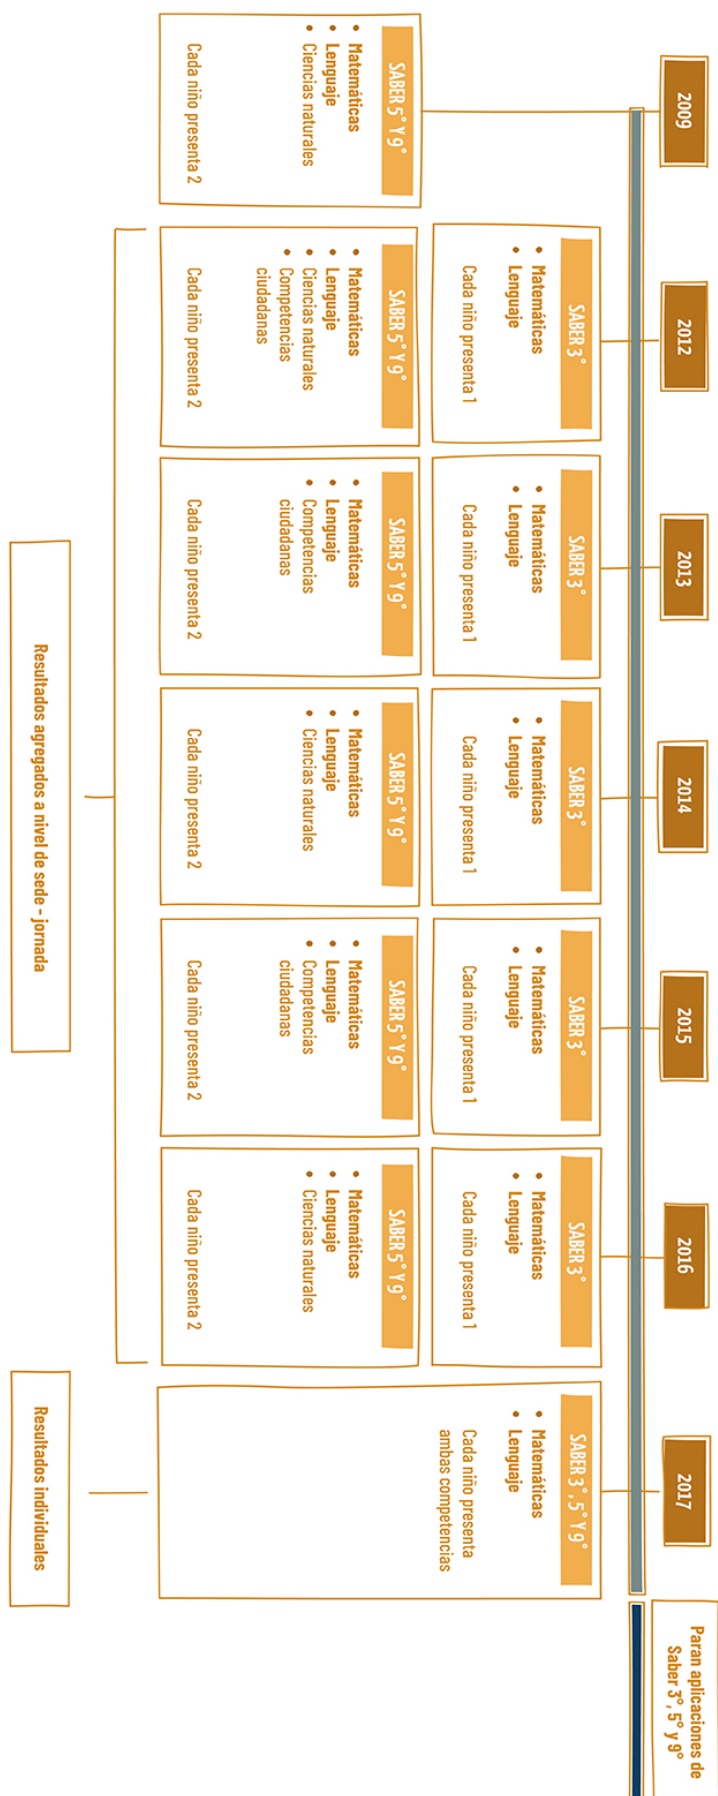 2009
SABER 5° Y 9°
• Matemáticas
• Lenguaje
• Ciencias naturales
Cada niño presenta 2
2012
SABER 3°
• Matemáticas
• Lenguaje
Cada niño presenta 1
SABER 5° Y 9°
• Matemáticas
• Lenguaje
• Ciencias naturales
• Competencias
ciudadanas
Cada niño presenta 2
2013
SABER 3°
• Matemáticas
• Lenguaje
Cada niño presenta 1
SABER 5° Y 9°
• Matemáticas
• Lenguaje
• Competencias
ciudadanas
Cada niño presenta 2
2014
SABER 3°
• Matemáticas
• Lenguaje
Cada niño presenta 1
SABER 5° Y 9°
• Matemáticas
• Lenguaje
• Ciencias naturales
Cada niño presenta 2
2015
SABER 3°
• Matemáticas
• Lenguaje
Cada niño presenta 1
SABER 5° Y 9°
• Matemáticas
• Lenguaje
• Competencias
ciudadanas
Cada niño presenta 2
2016
SABER 3°
• Matemáticas
• Lenguaje
Cada niño presenta 1
SABER 5° Y 9°
• Matemáticas
• Lenguaje
• Ciencias naturales
Cada niño presenta 2
2017
SABER 3°, 5° Y 9°
• Matemáticas
• Lenguaje
Cada niño presenta
ambas competencias
Paran aplicaciones de
Saber 3°, 5° y 9°
Resultados agregados a nivel de sede - jornada
Resultados individuales